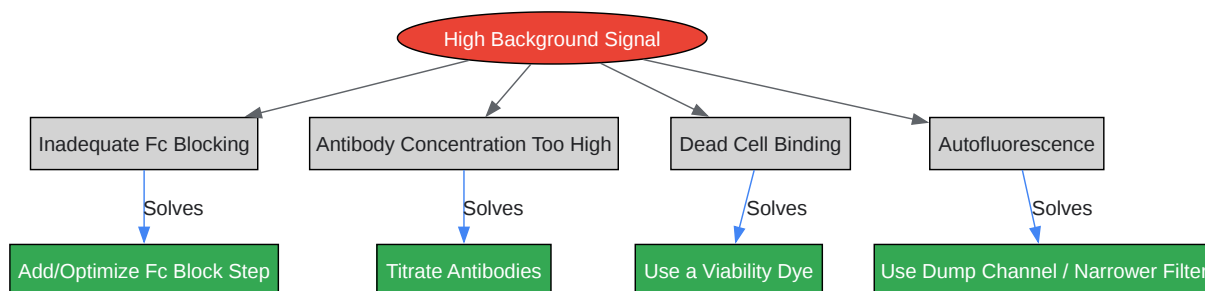 High Background Signal
Inadequate Fc Blocking
Antibody Concentration Too High
Dead Cell Binding
Autofluorescence
Solves
Solves
Solves
Solves
Add/Optimize Fc Block Step
Titrate Antibodies
Use a Viability Dye
Use Dump Channel / Narrower Filter